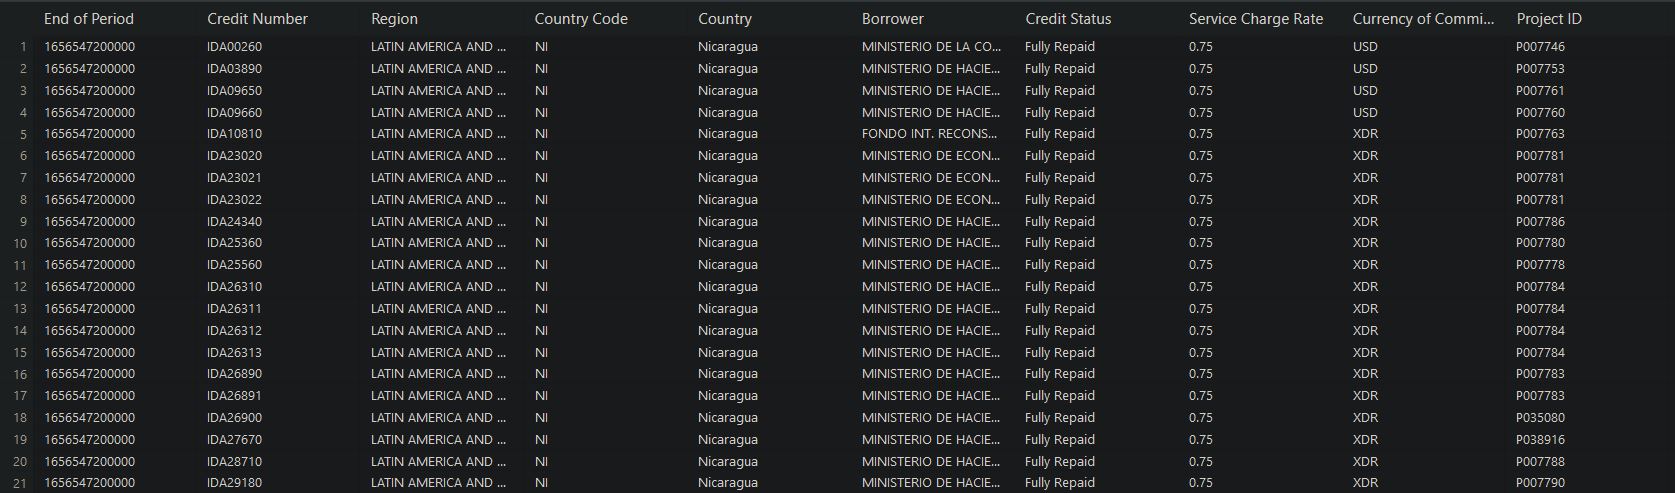 End of Period Credit Number Region Country Code Country Borrower Credit Status Service Charge Rate Currency of Commi... Project ID
1 1656547200000 IDA00260 LATIN AMERICA AND ... NI Nicaragua MINISTERIO DE LA CO... Fully Repaid 0.75 USD P007746
2 1656547200000 IDA03890 LATIN AMERICA AND ... NI Nicaragua MINISTERIO DE HACIE... Fully Repaid 0.75 USD P007753
3 1656547200000 IDA09650 LATIN AMERICA AND ... NI Nicaragua MINISTERIO DE HACIE... Fully Repaid 0.75 USD P007761
4 1656547200000 IDA09660 LATIN AMERICA AND ... NI Nicaragua MINISTERIO DE HACIE... Fully Repaid 0.75 USD P007760
5 1656547200000 IDA10810 LATIN AMERICA AND ... NI Nicaragua FONDO INT. RECONS... Fully Repaid 0.75 XDR P007763
6 1656547200000 IDA23020 LATIN AMERICA AND ... NI Nicaragua MINISTERIO DE ECON... Fully Repaid 0.75 XDR P007781
7 1656547200000 IDA23021 LATIN AMERICA AND ... NI Nicaragua MINISTERIO DE ECON... Fully Repaid 0.75 XDR P007781
8 1656547200000 IDA23022 LATIN AMERICA AND ... NI Nicaragua MINISTERIO DE ECON... Fully Repaid 0.75 XDR P007781
9 1656547200000 IDA24340 LATIN AMERICA AND ... NI Nicaragua MINISTERIO DE HACIE... Fully Repaid 0.75 XDR P007786
10 1656547200000 IDA25360 LATIN AMERICA AND ... NI Nicaragua MINISTERIO DE HACIE... Fully Repaid 0.75 XDR P007780
11 1656547200000 IDA25560 LATIN AMERICA AND ... NI Nicaragua MINISTERIO DE HACIE... Fully Repaid 0.75 XDR P007778
12 1656547200000 IDA26310 LATIN AMERICA AND ... NI Nicaragua MINISTERIO DE HACIE... Fully Repaid 0.75 XDR P007784
13 1656547200000 IDA26311 LATIN AMERICA AND ... NI Nicaragua MINISTERIO DE HACIE... Fully Repaid 0.75 XDR P007784
14 1656547200000 IDA26312 LATIN AMERICA AND ... NI Nicaragua MINISTERIO DE HACIE... Fully Repaid 0.75 XDR P007784
15 1656547200000 IDA26313 LATIN AMERICA AND ... NI Nicaragua MINISTERIO DE HACIE... Fully Repaid 0.75 XDR P007784
16 1656547200000 IDA26890 LATIN AMERICA AND ... NI Nicaragua MINISTERIO DE HACIE... Fully Repaid 0.75 XDR P007783
17 1656547200000 IDA26891 LATIN AMERICA AND ... NI Nicaragua MINISTERIO DE HACIE... Fully Repaid 0.75 XDR P007783
18 1656547200000 IDA26900 LATIN AMERICA AND ... NI Nicaragua MINISTERIO DE HACIE... Fully Repaid 0.75 XDR P035080
19 1656547200000 IDA27670 LATIN AMERICA AND ... NI Nicaragua MINISTERIO DE HACIE... Fully Repaid 0.75 XDR P038916
20 1656547200000 IDA28710 LATIN AMERICA AND ... NI Nicaragua MINISTERIO DE HACIE... Fully Repaid 0.75 XDR P007788
21 1656547200000 IDA29180 LATIN AMERICA AND ... NI Nicaragua MINISTERIO DE HACIE... Fully Repaid 0.75 XDR P007790